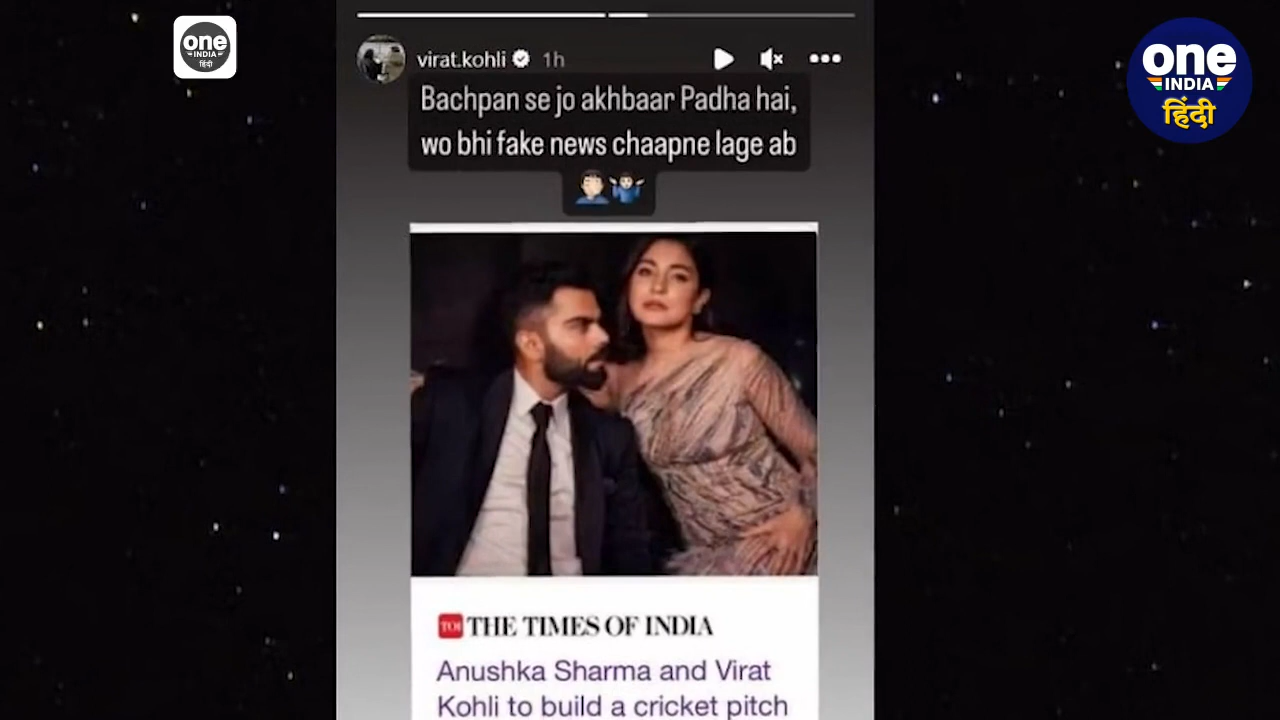 one
INDIA
हिंदी
one
INDIA
हिंदी
virat.kohli 1h
Bachpan se jo akhbaar Padha hai,
wo bhi fake news chaapne lage ab
TOI THE TIMES OF INDIA
Anushka Sharma and Virat
Kohli to build a cricket pitch